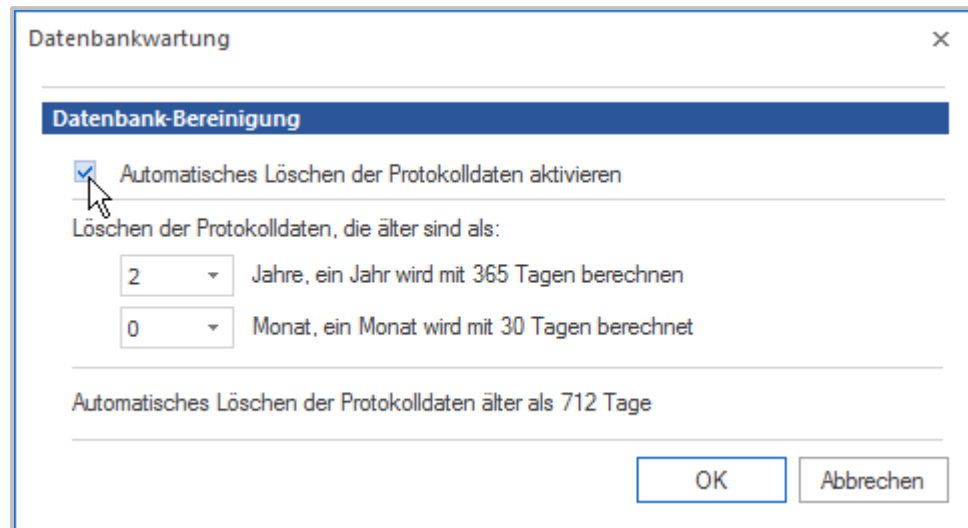 Datenbankwartung
Datenbank-Bereinigung
Automatisches Löschen der Protokolldaten aktivieren
Löschen der Protokolldaten, die älter sind als:
2 Jahre, ein Jahr wird mit 365 Tagen berechnen
0 Monat, ein Monat wird mit 30 Tagen berechnet
Automatisches Löschen der Protokolldaten älter als 712 Tage
OK Abbrechen